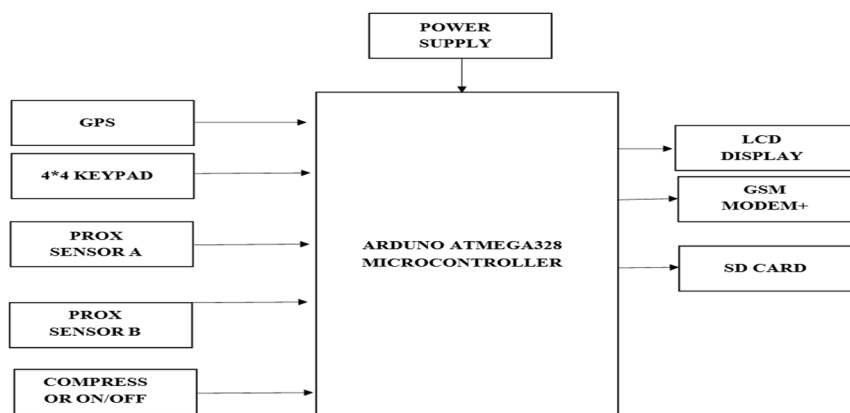 POWER
SUPPLY
GPS
4*4 KEYPAD
PROX
SENSOR A
PROX
SENSOR B
COMPRESS
OR ON/OFF
ARDUNO ATMEGA328
MICROCONTROLLER
LCD
DISPLAY
GSM
MODEM+
SD CARD